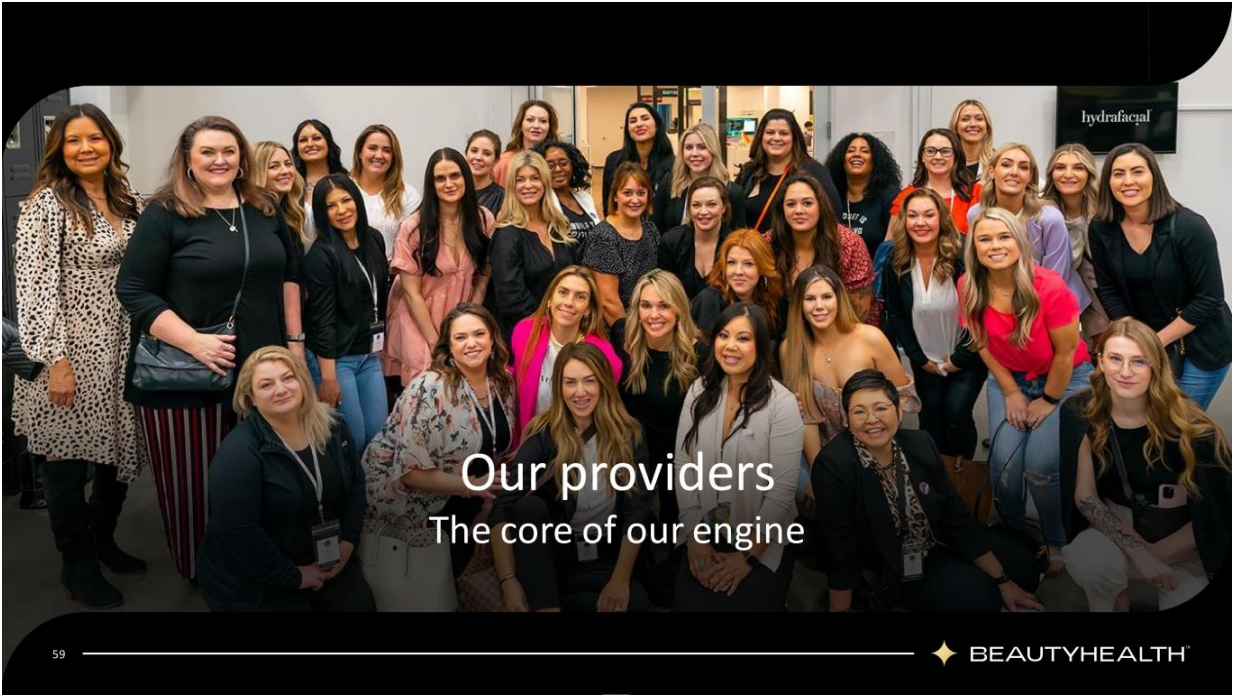 hydrafacial
Our providers
The core of our engine
59
BEAUTYHEALTH